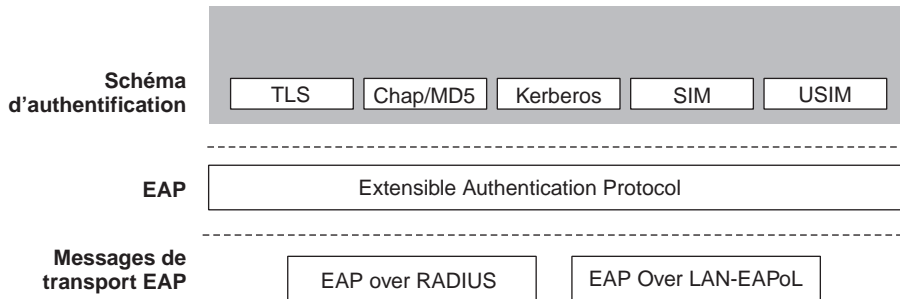 Schéma
d'authentification
TLS
Chap/MD5
Kerberos
SIM
USIM
EAP
Extensible Authentication Protocol
Messages de
transport EAP
EAP over RADIUS
EAP Over LAN-EAPoL